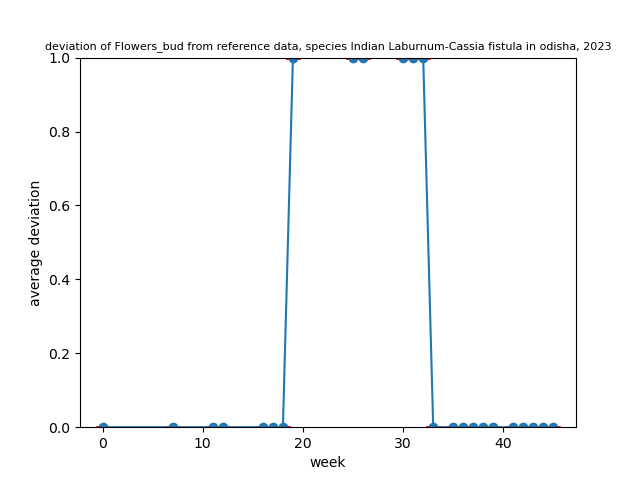 deviation of Flowers_bud from reference data, species Indian Laburnum-Cassia fistula in odisha, 2023
1.0
0.8
0.6
0.4
0.2
0.0
average deviation
0 10 20 30 40
week